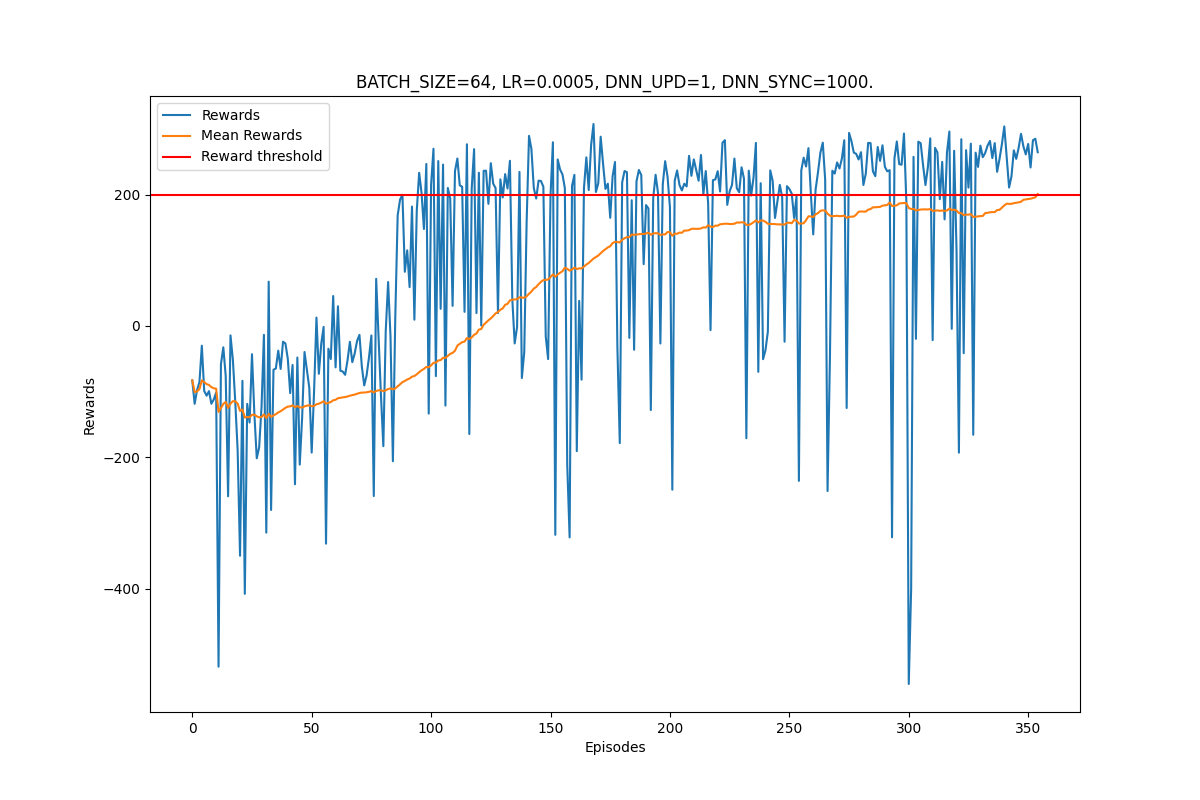 BATCH_SIZE=64, LR=0.0005, DNN_UPD=1, DNN_SYNC=1000.
Rewards
Mean Rewards
Reward threshold
200
0
−200
−400
Rewards
0 50 100 150 200 250 300 350
Episodes